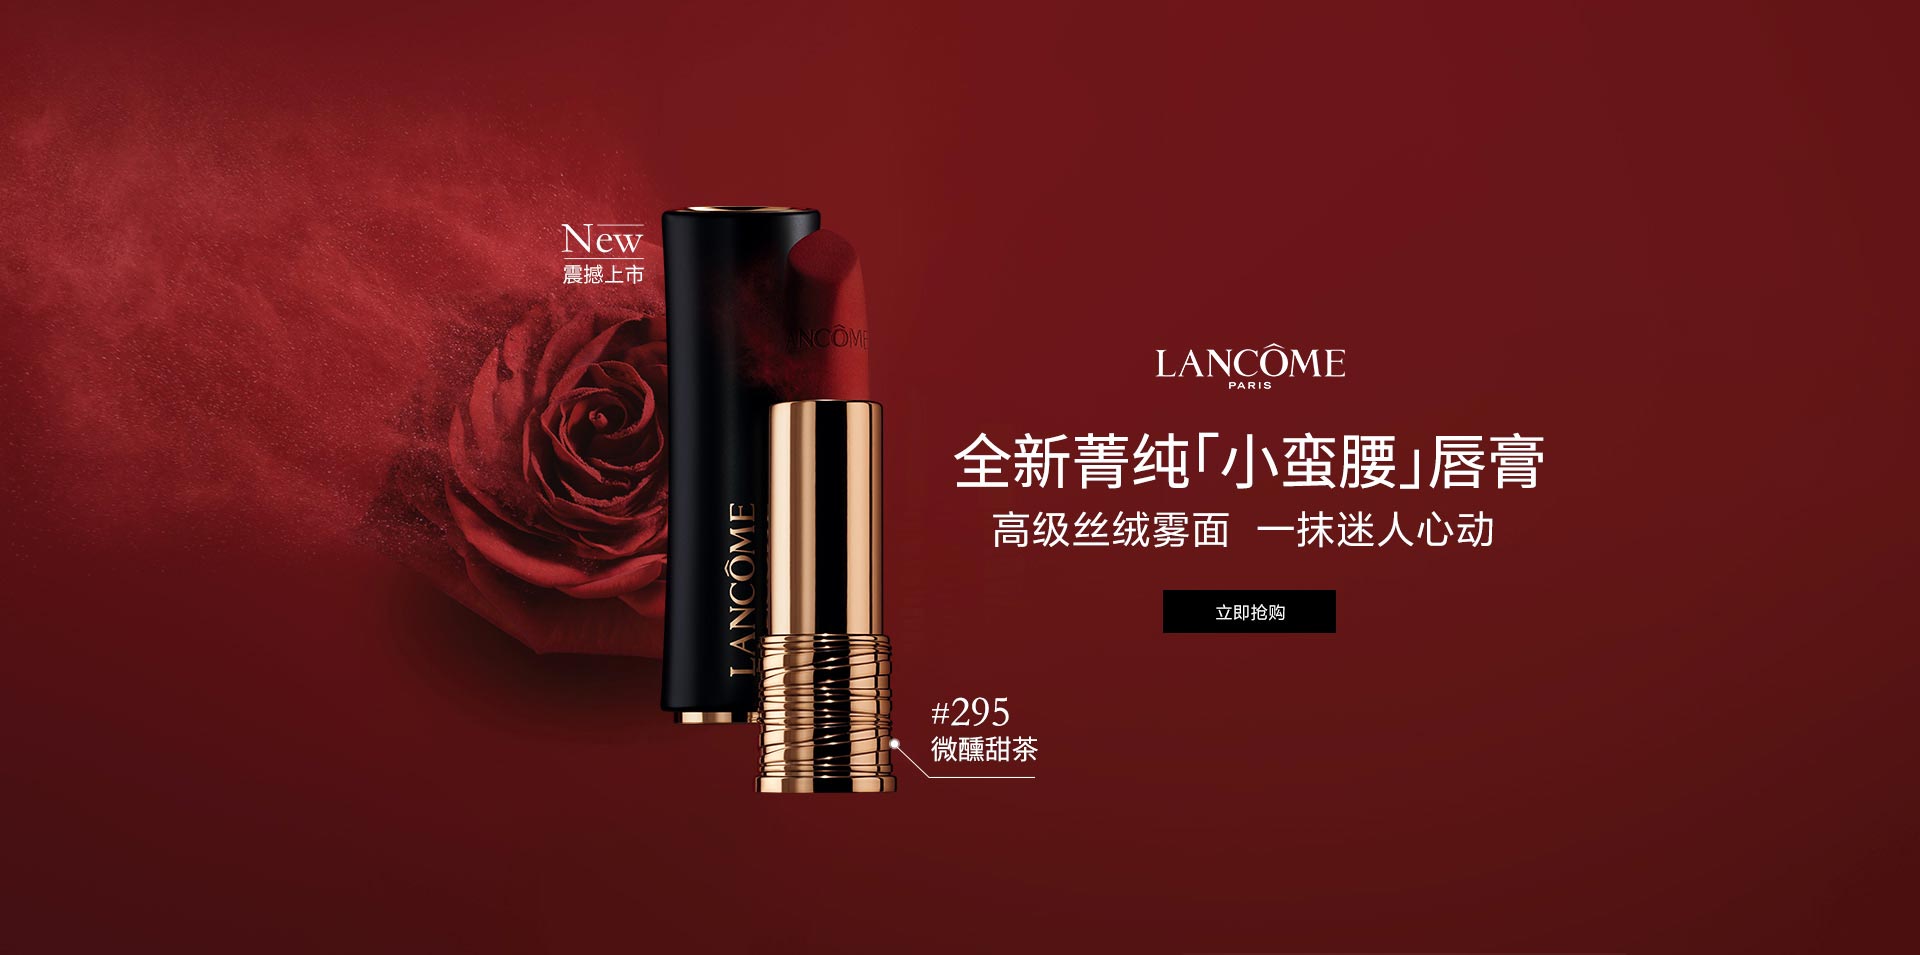 New
震撼上市
LANCÔME
LANCÔME
LANCÔME
PARIS
全新菁纯「小蛮腰」唇膏
高级丝绒雾面 一抹迷人心动
立即抢购
#295
微醺甜茶